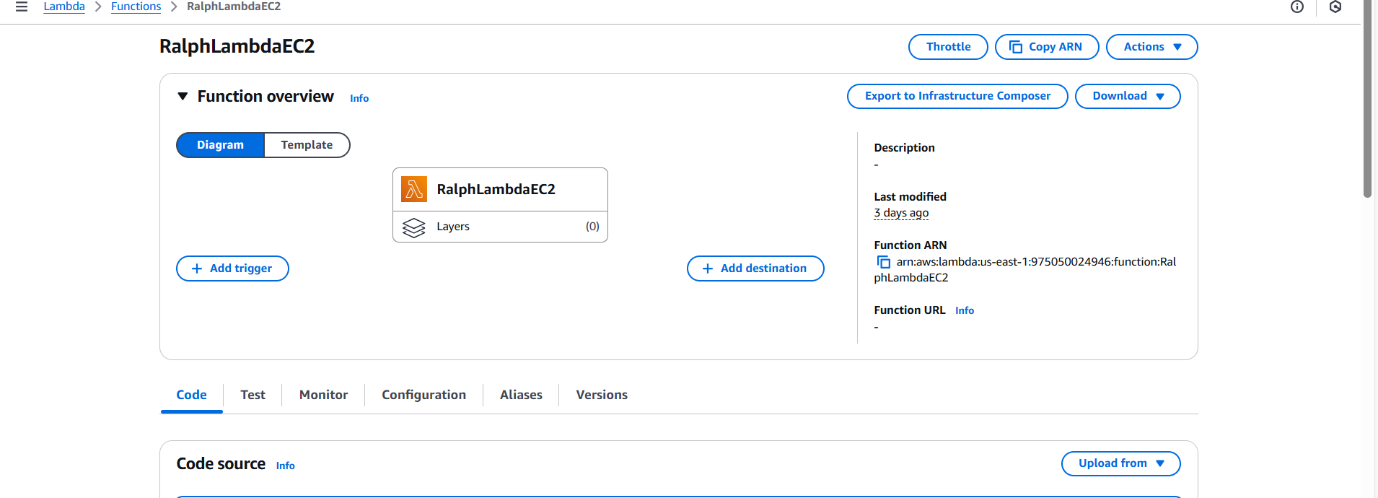 Lambda > Functions > RalphLambdaEC2
RalphLambdaEC2
Throttle
Copy ARN
Actions
Function overview Info
Export to Infrastructure Composer
Download
Diagram
Template
RalphLambdaEC2
Layers (0)
+ Add trigger
+ Add destination
Description
-
Last modified
3 days ago
Function ARN
arn:aws:lambda:us-east-1:975050024946:function:Ral
phLambdaEC2
Function URL Info
-
Code
Test
Monitor
Configuration
Aliases
Versions
Code source Info
Upload from